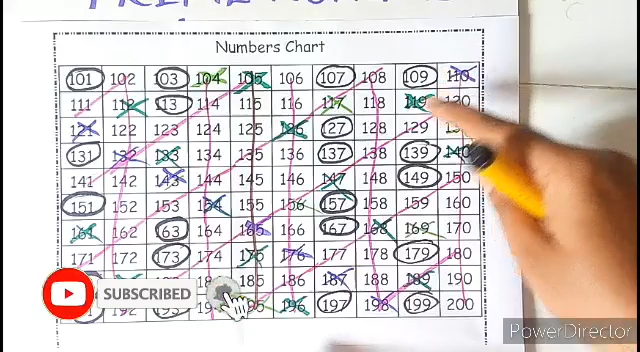 Numbers Chart
101 102 103 104 105 106 107 108 109 110
111 112 113 114 115 116 117 118 119 120
121 122 123 124 125 126 127 128 129
131 132 133 134 135 136 137 138 139 140
141 142 143 144 145 146 147 148 149 150
151 152 153 154 155 156 157 158 159 160
161 162 163 164 165 166 167 168 169 170
171 172 173 174 175 176 177 178 179 180
185 186 187 188 189 190
192 193 195 196 197 198 199 200
SUBSCRIBED
PowerDirector